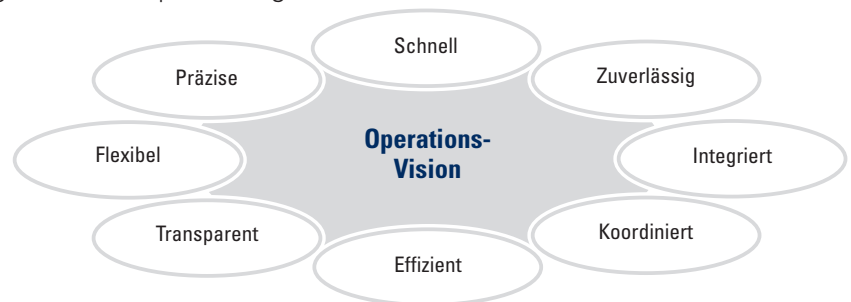 Schnell
Präzise
Zuverlässig
Flexibel
Operations-
Vision
Integriert
Transparent
Koordiniert
Effizient